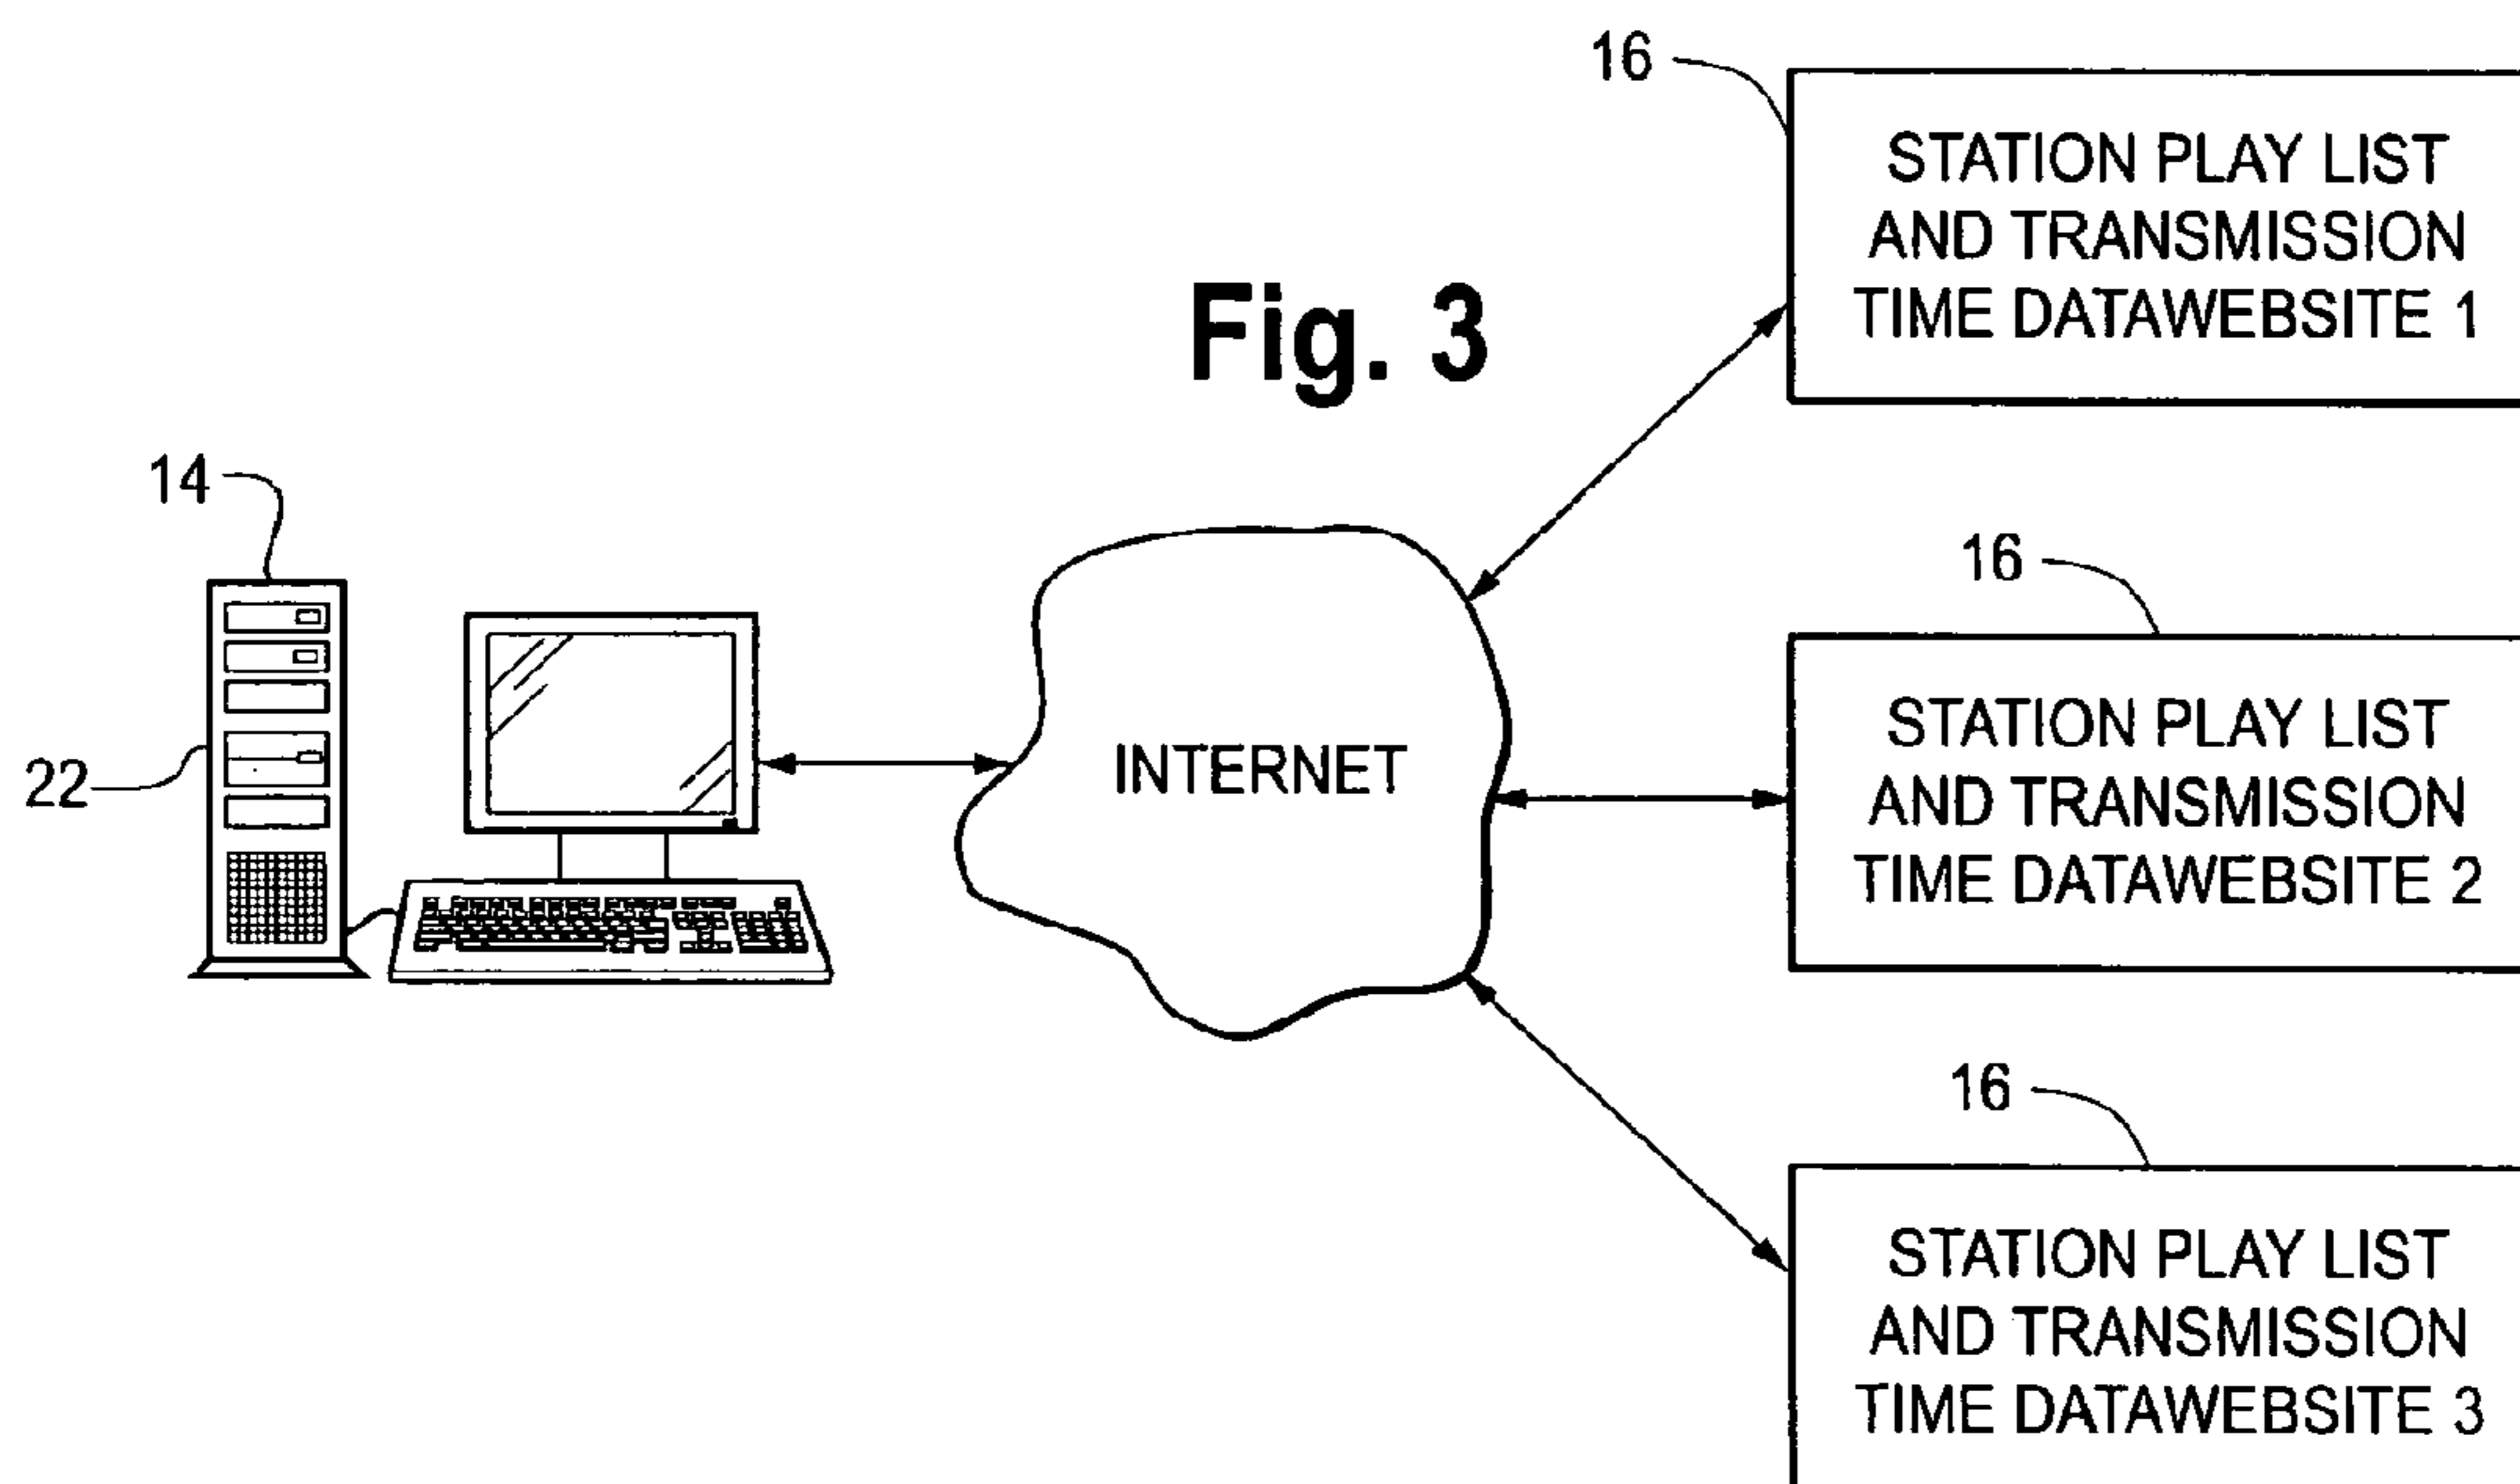 16
STATION PLAY LIST
AND TRANSMISSION
TIME DATAWEBSITE 1
Fig. 3
14
22
INTERNET
16
STATION PLAY LIST
AND TRANSMISSION
TIME DATAWEBSITE 2
16
STATION PLAY LIST
AND TRANSMISSION
TIME DATAWEBSITE 3